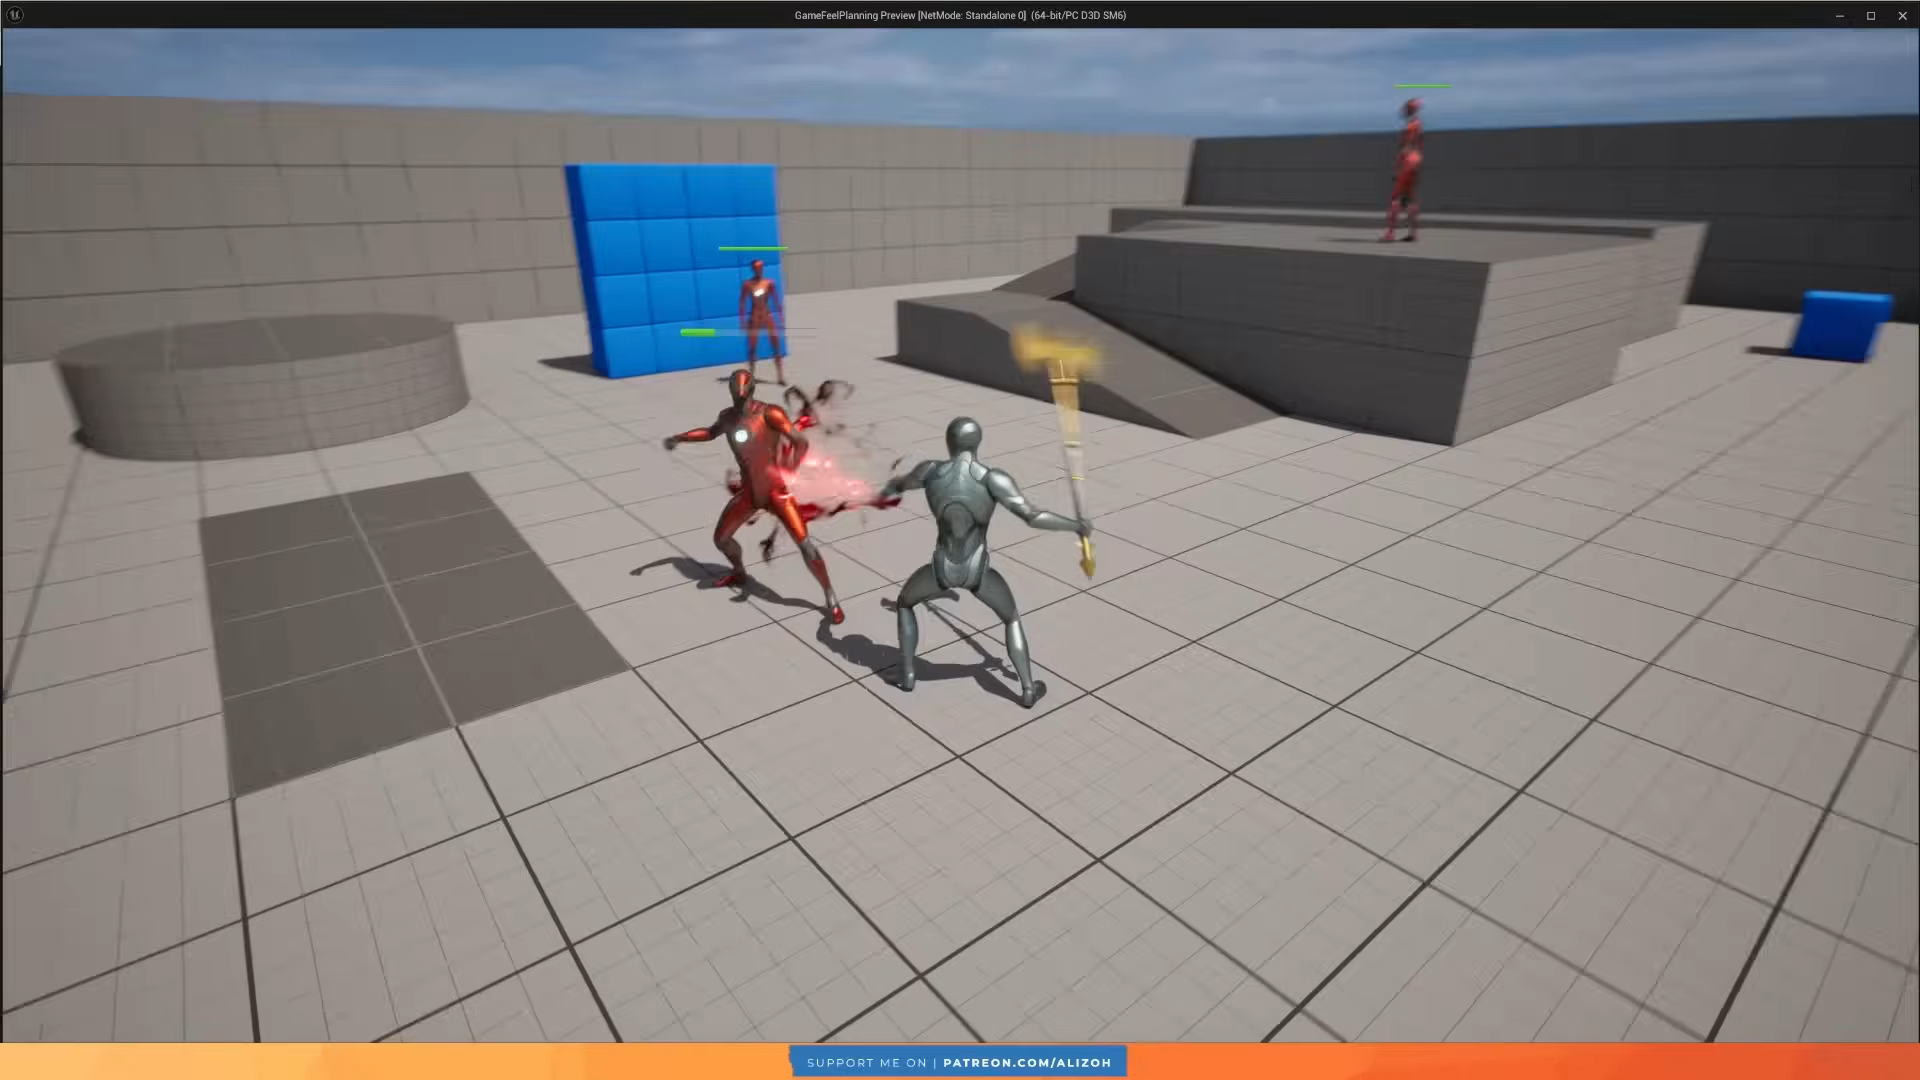 GameFeelPlanning Preview [NetMode: Standalone 0] (64-bit/PC D3D SM6)
SUPPORT ME ON | PATREON.COM/ALIZOH